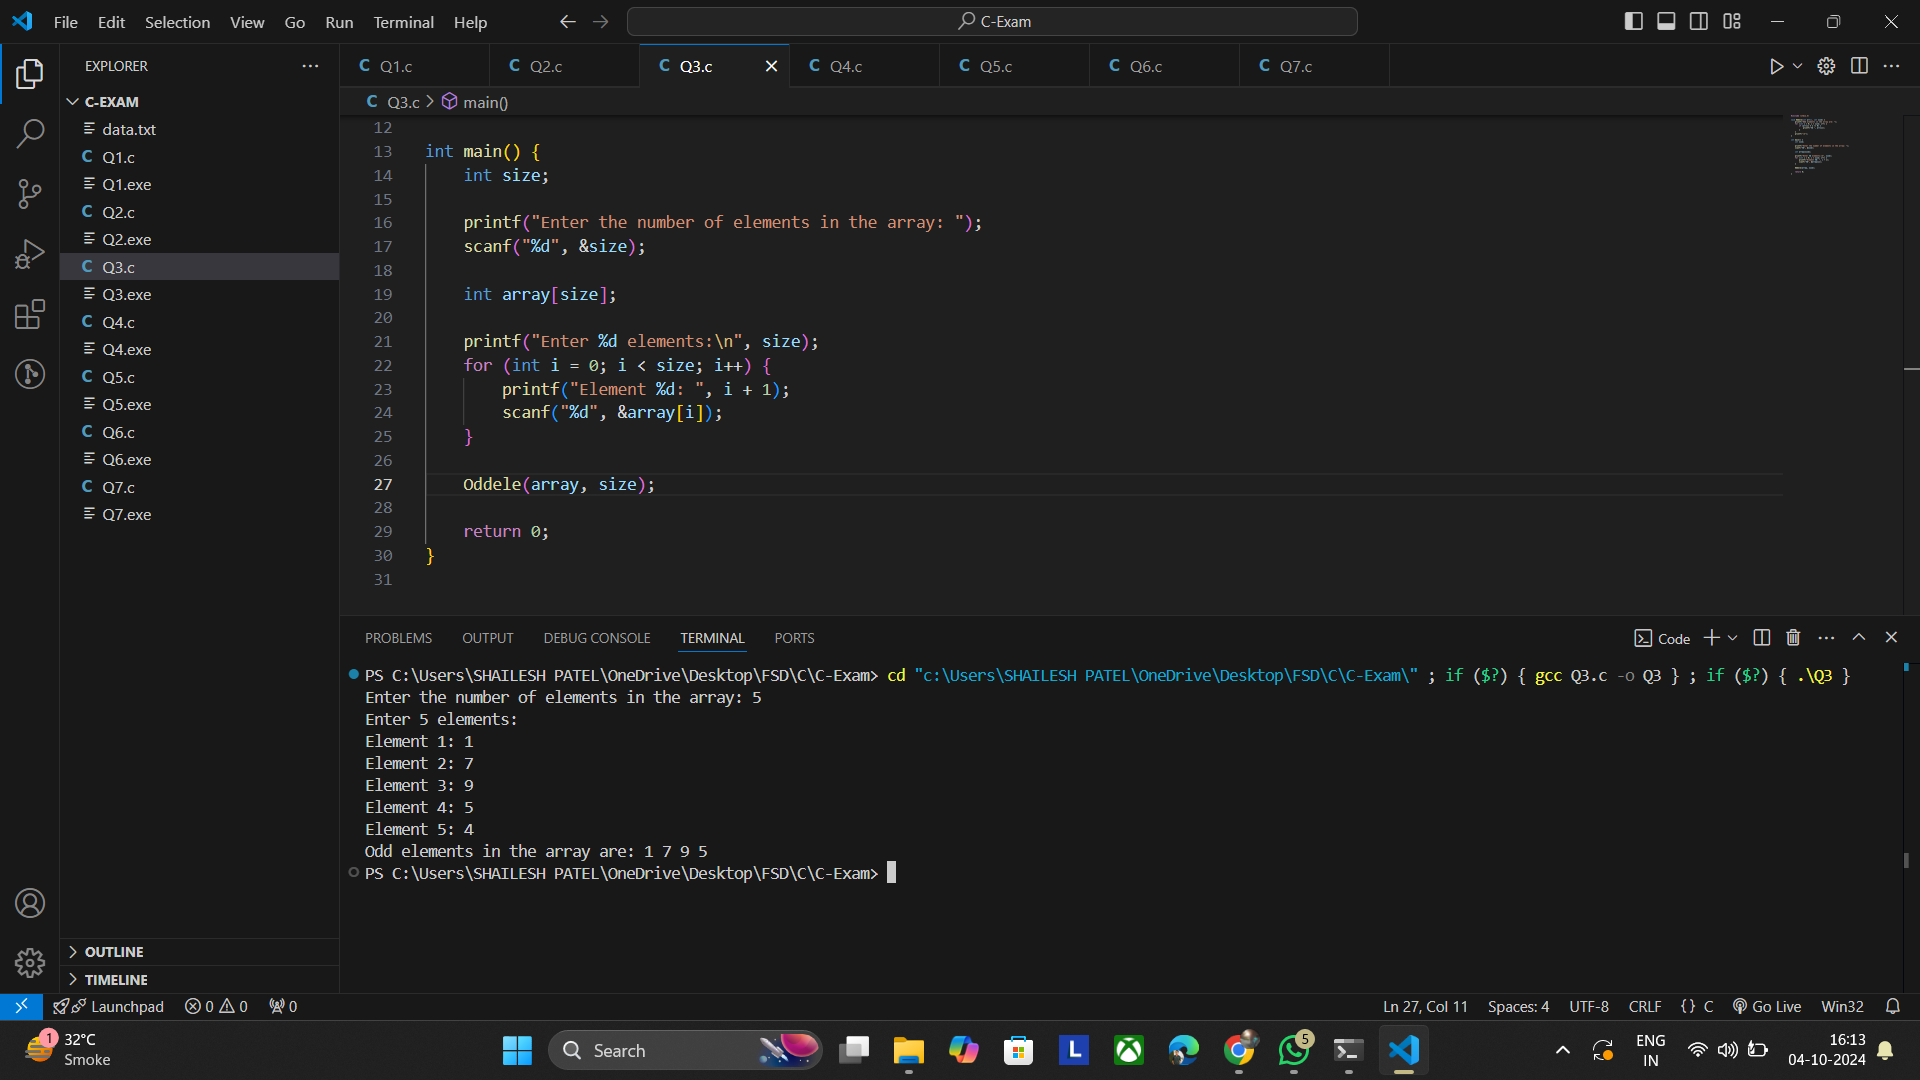 File Edit Selection View Go Run Terminal Help
C-Exam
EXPLORER
C-EXAM
data.txt
Q1.c
Q1.exe
Q2.c
Q2.exe
Q3.c
Q3.exe
Q4.c
Q4.exe
Q5.c
Q5.exe
Q6.c
Q6.exe
Q7.c
Q7.exe
OUTLINE
TIMELINE
C Q1.c C Q2.c C Q3.c C Q4.c C Q5.c C Q6.c C Q7.c
C Q3.c > main()
12
13 int main() {
14 int size;
15
16 printf("Enter the number of elements in the array: ");
17 scanf("%d", &size);
18
19 int array[size];
20
21 printf("Enter %d elements:\n", size);
22 for (int i = 0; i < size; i++) {
23 printf("Element %d: ", i + 1);
24 scanf("%d", &array[i]);
25 }
26
27 Oddele(array, size);
28
29 return 0;
30 }
31
PROBLEMS OUTPUT DEBUG CONSOLE TERMINAL PORTS
Code
PS C:\Users\SHAILESH PATEL\OneDrive\Desktop\FSD\C\C-Exam> cd "c:\Users\SHAILESH PATEL\OneDrive\Desktop\FSD\C\C-Exam\" ; if ($?) { gcc Q3.c -o Q3 } ; if ($?) { .\Q3 }
Enter the number of elements in the array: 5
Enter 5 elements:
Element 1: 1
Element 2: 7
Element 3: 9
Element 4: 5
Element 5: 4
Odd elements in the array are: 1 7 9 5
PS C:\Users\SHAILESH PATEL\OneDrive\Desktop\FSD\C\C-Exam>
Launchpad 0 0 0
Ln 27, Col 11 Spaces: 4 UTF-8 CRLF {} C Go Live Win32
1
32°C
Smoke
Search
L
5
ENG
IN
16:13
04-10-2024